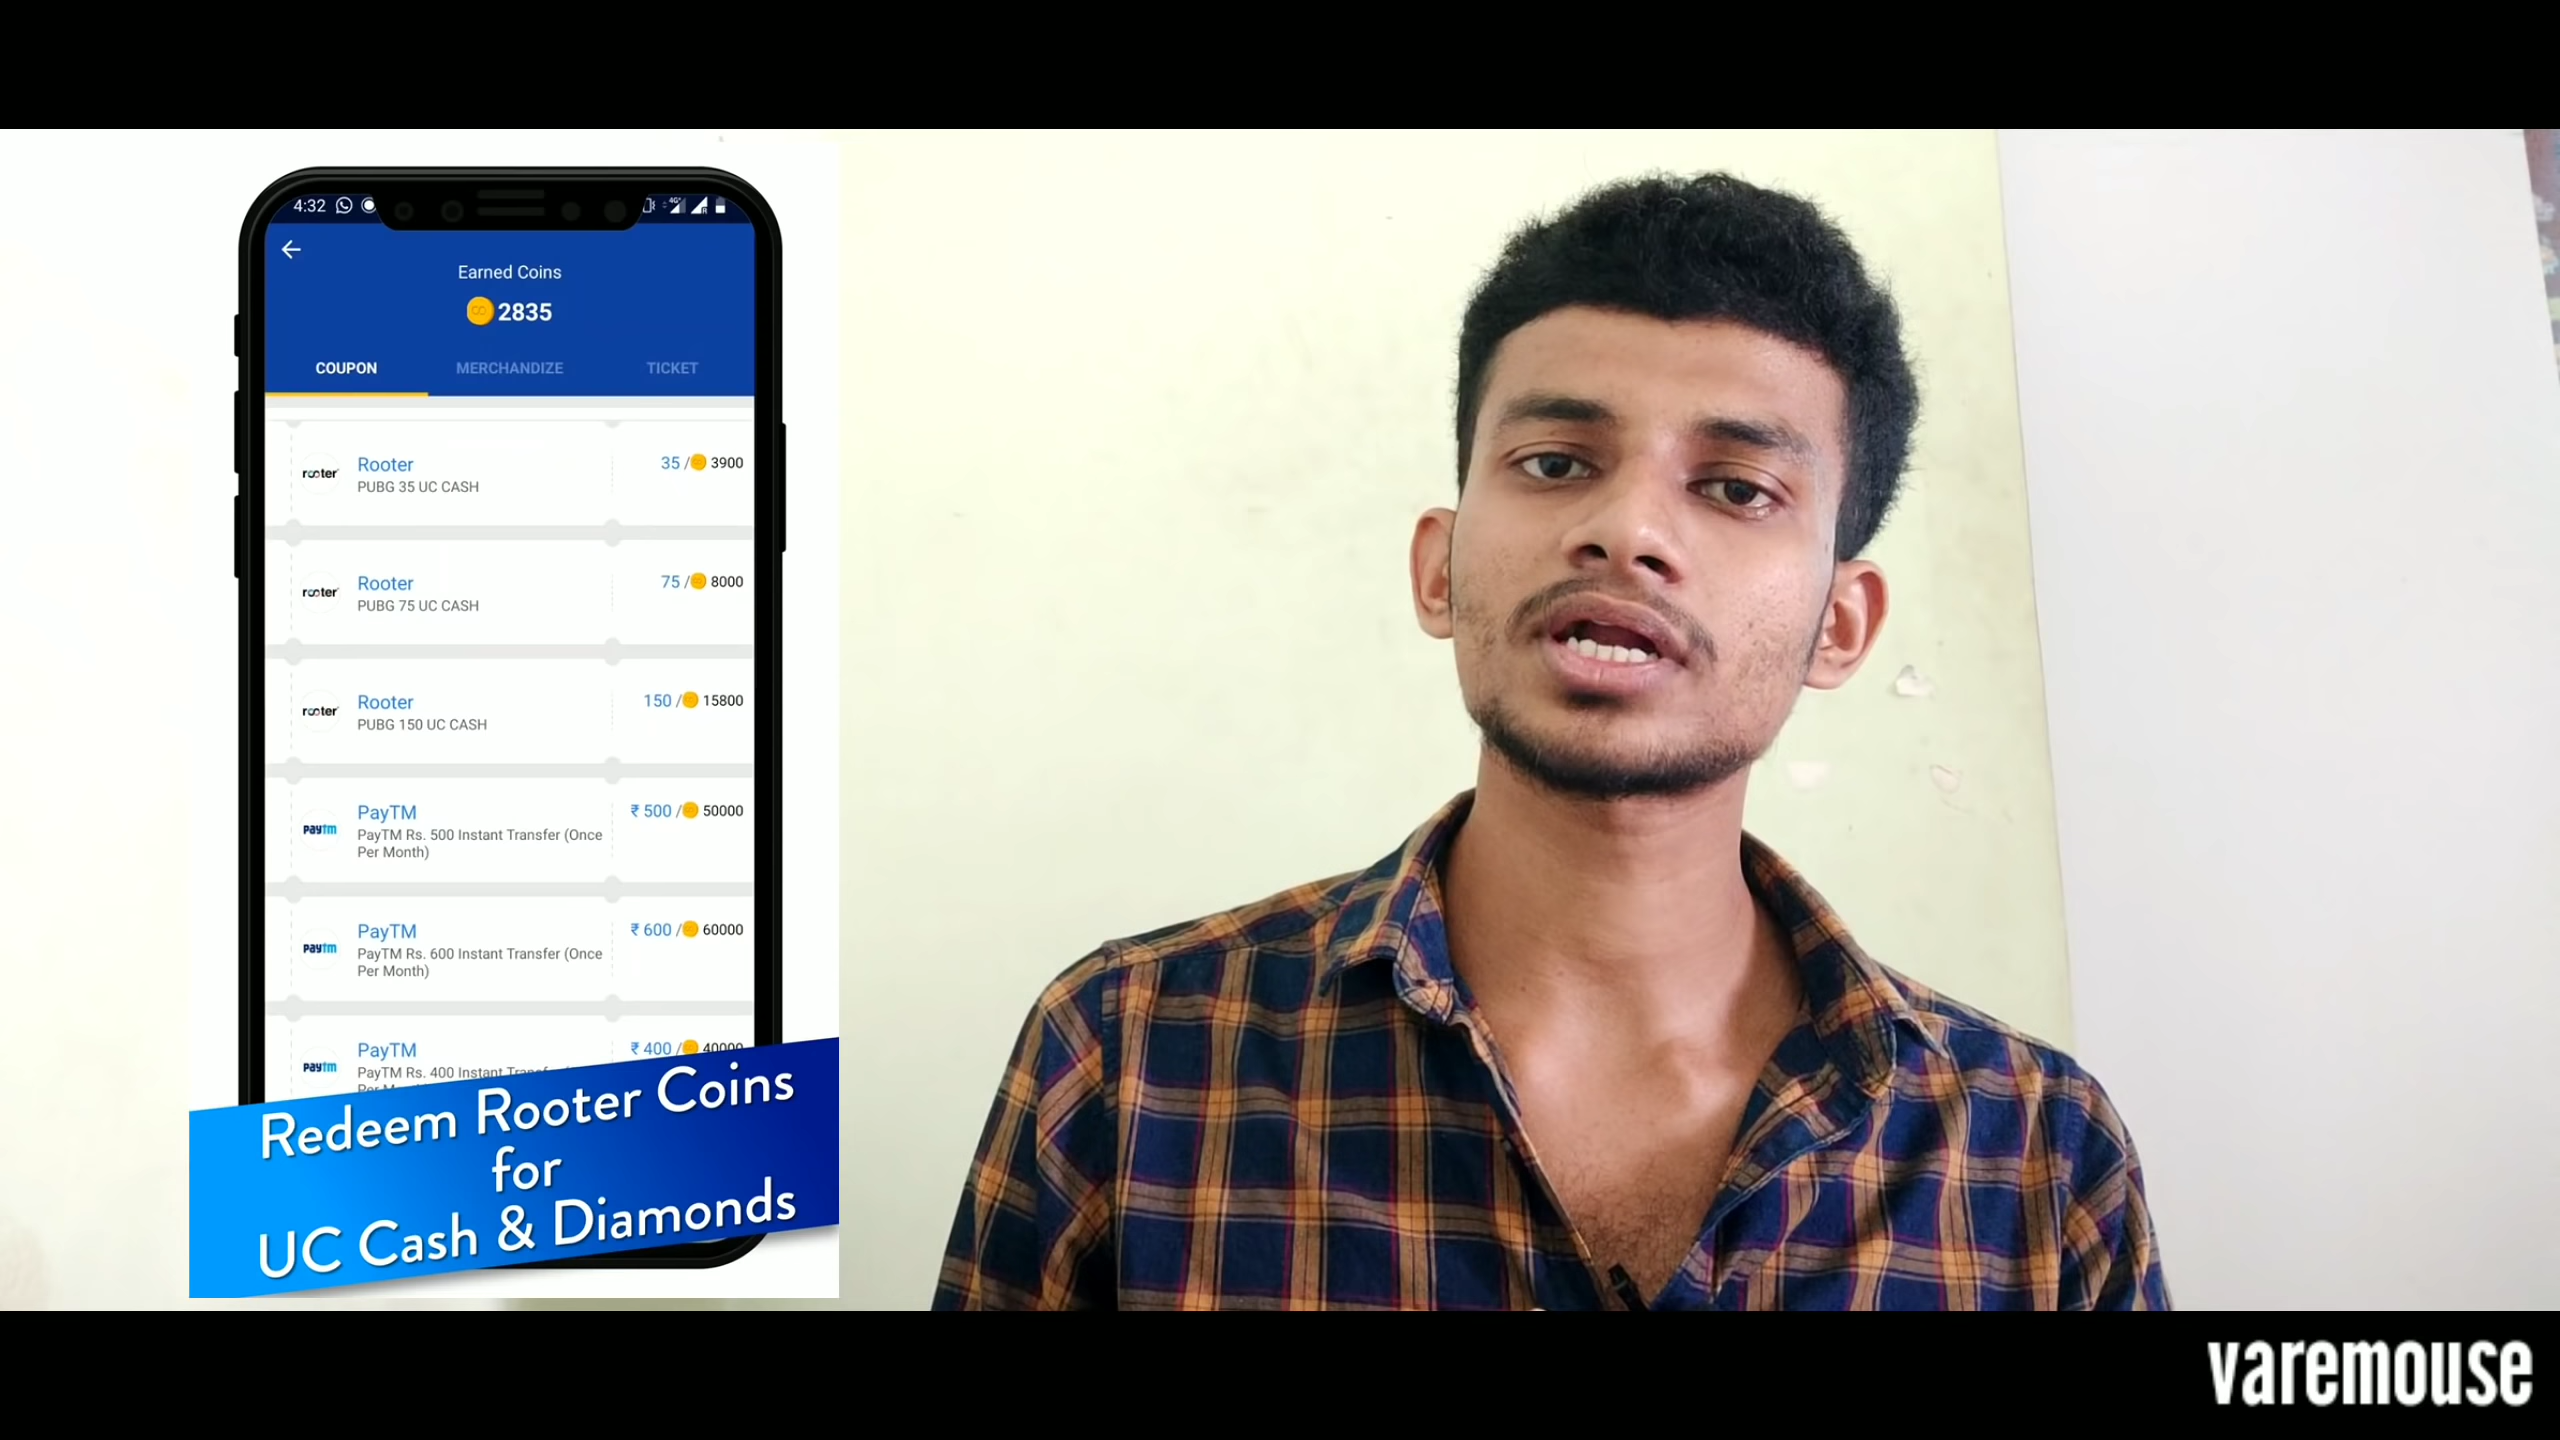 4:32
Earned Coins
2835
COUPON MERCHANDIZE TICKET
rooter Rooter 35 / 3900
PUBG 35 UC CASH
rooter Rooter 75 / 8000
PUBG 75 UC CASH
rooter Rooter 150 / 15800
PUBG 150 UC CASH
paytm PayTM ₹ 500 / 50000
PayTM Rs. 500 Instant Transfer (Once
Per Month)
paytm PayTM ₹ 600 / 60000
PayTM Rs. 600 Instant Transfer (Once
Per Month)
paytm PayTM ₹ 400 / 40000
PayTM Rs. 400 Instant
Redeem Rooter Coins
for
UC Cash & Diamonds
varemouse